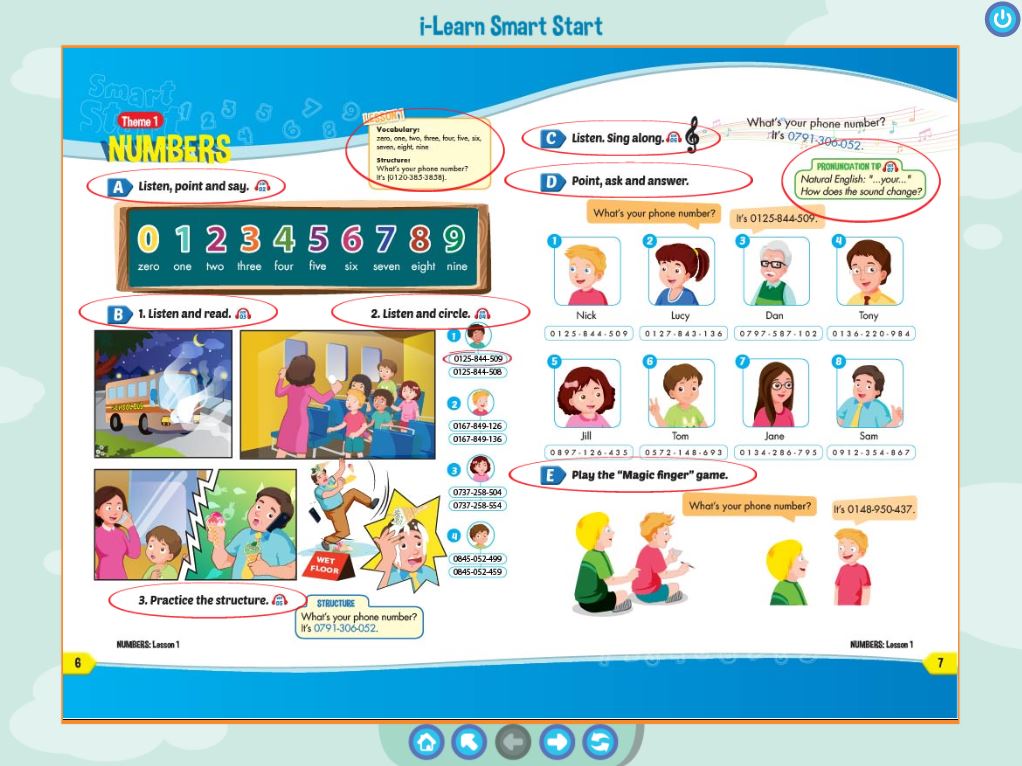 i-Learn Smart Start
Smart
Start
Theme 1
NUMBERS
LESSON 1
Vocabulary:
zero, one, two, three, four, five, six,
seven, eight, nine
Structure:
What's your phone number?
It's (0120-385-3838).
A Listen, point and say.
0 1 2 3 4 5 6 7 8 9
zero one two three four five six seven eight nine
B 1. Listen and read.
2. Listen and circle.
SCHOOL BUS
1
0125-844-509
0125-844-508
2
0167-849-126
0167-849-136
3
0737-258-504
0737-258-554
4
0845-052-499
0845-052-459
WET
FLOOR
3. Practice the structure.
STRUCTURE
What's your phone number?
It's 0791-306-052.
NUMBERS: Lesson 1
6
C Listen. Sing along.
What's your phone number?
It's 0791-306-052.
D Point, ask and answer.
PRONUNCIATION TIP
Natural English: "...your..."
How does the sound change?
What's your phone number?
It's 0125-844-509.
1 2 3 4
Nick Lucy Dan Tony
0125-844-509 0127-843-136 0797-587-102 0136-220-984
5 6 7 8
Jill Tom Jane Sam
0897-126-435 0572-148-693 0134-286-795 0912-354-867
E Play the "Magic finger" game.
What's your phone number?
It's 0148-950-437.
NUMBERS: Lesson 1
7